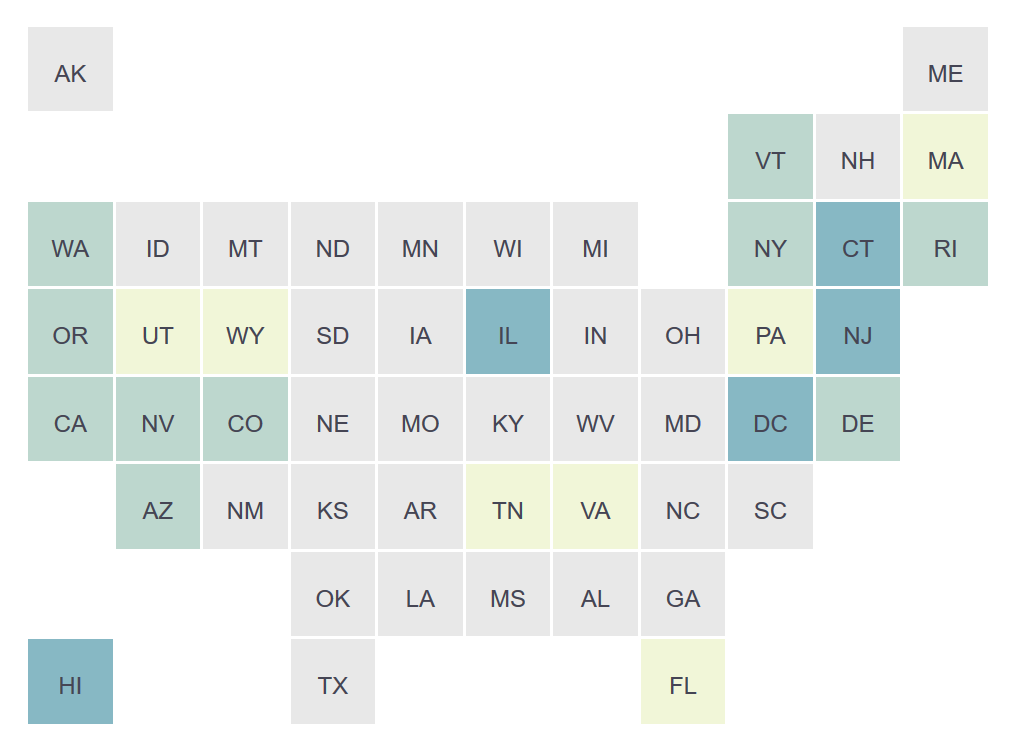 AK ME
VT NH MA
WA ID MT ND MN WI MI NY CT RI
OR UT WY SD IA IL IN OH PA NJ
CA NV CO NE MO KY WV MD DC DE
AZ NM KS AR TN VA NC SC
OK LA MS AL GA
HI TX FL